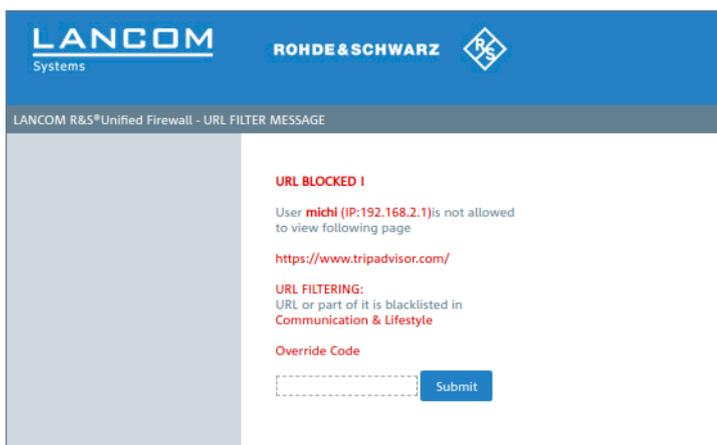 LANCOM
Systems
ROHDE & SCHWARZ
R&S
LANCOM R&S®Unified Firewall - URL FILTER MESSAGE
URL BLOCKED !
User michi (IP:192.168.2.1)is not allowed
to view following page
https://www.tripadvisor.com/
URL FILTERING:
URL or part of it is blacklisted in
Communication & Lifestyle
Override Code
Submit